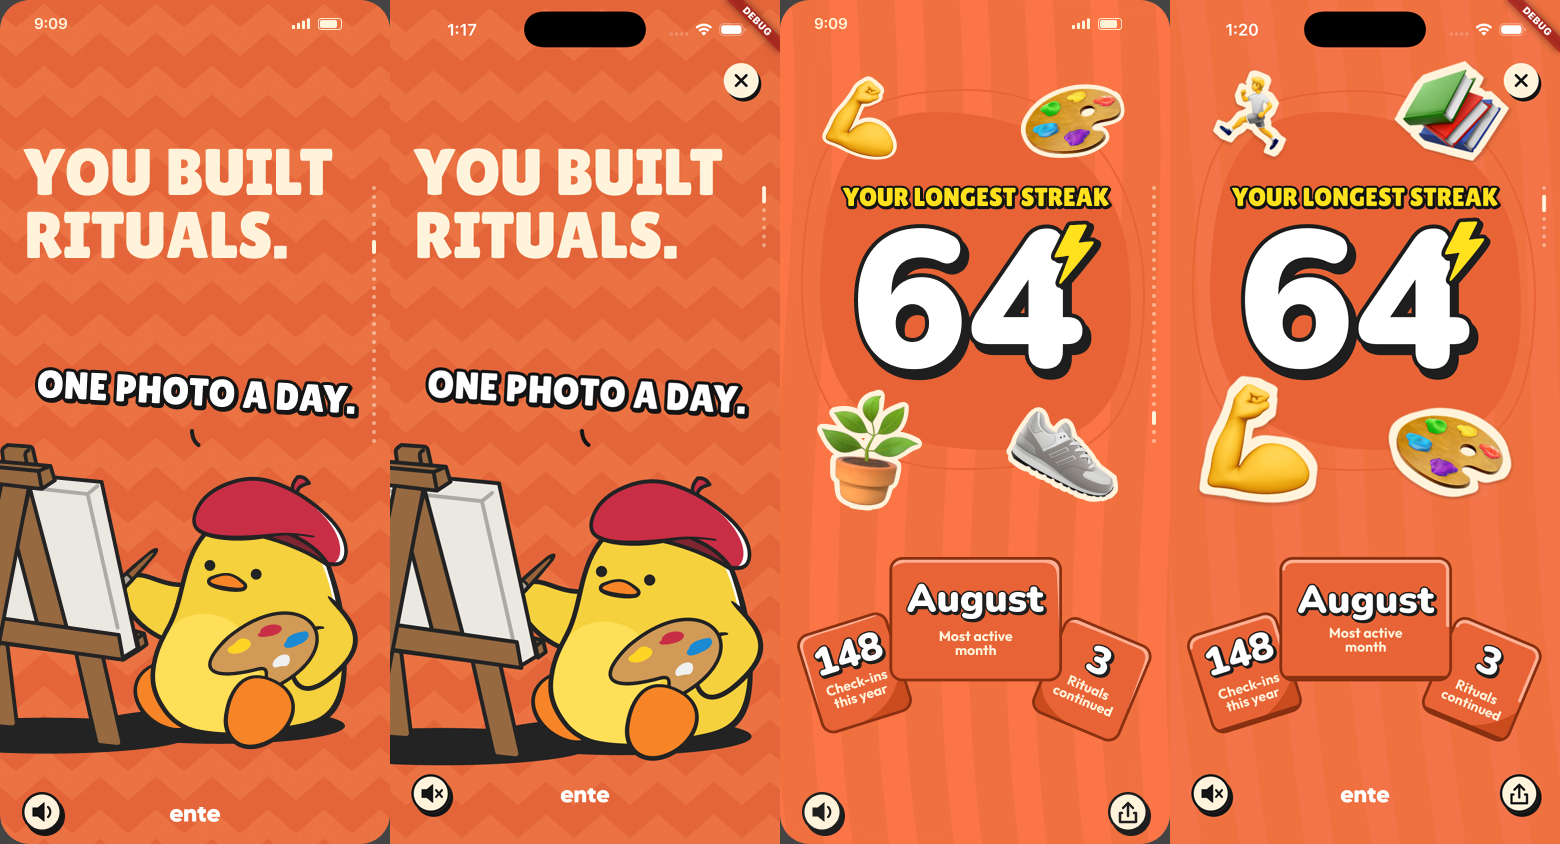 9:09
YOU BUILT
RITUALS.
ONE PHOTO A DAY.
ente
1:17
DEBUG
YOU BUILT
RITUALS.
ONE PHOTO A DAY.
ente
9:09
YOUR LONGEST STREAK
64
August
Most active
month
148
Check-ins
this year
3
Rituals
continued
1:20
DEBUG
YOUR LONGEST STREAK
64
August
Most active
month
148
Check-ins
this year
3
Rituals
continued
ente